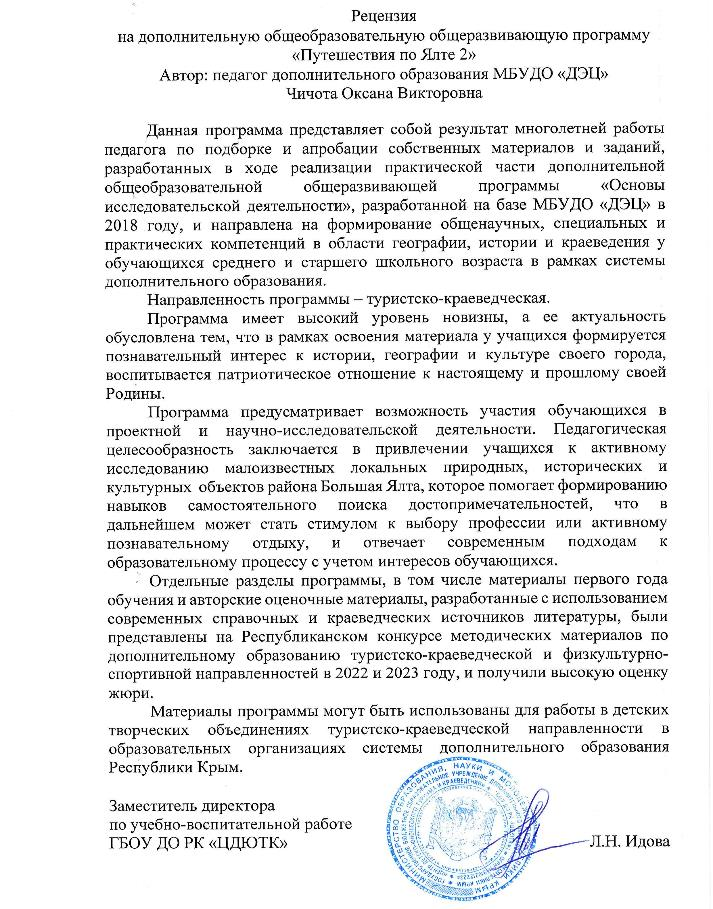 Рецензия
на дополнительную общеобразовательную общеразвивающую программу
«Путешествия по Ялте 2»
Автор: педагог дополнительного образования МБУДО «ДЭЦ»
Чичота Оксана Викторовна
Данная программа представляет собой результат многолетней работы
педагога по подборке и апробации собственных материалов и заданий,
разработанных в ходе реализации практической части дополнительной
общеобразовательной общеразвивающей программы «Основы
исследовательской деятельности», разработанной на базе МБУДО «ДЭЦ» в
2018 году, и направлена на формирование общенаучных, специальных и
практических компетенций в области географии, истории и краеведения у
обучающихся среднего и старшего школьного возраста в рамках системы
дополнительного образования.
Направленность программы – туристско-краеведческая.
Программа имеет высокий уровень новизны, а ее актуальность
обусловлена тем, что в рамках освоения материала у учащихся формируется
познавательный интерес к истории, географии и культуре своего города,
воспитывается патриотическое отношение к настоящему и прошлому своей
Родины.
Программа предусматривает возможность участия обучающихся в
проектной и научно-исследовательской деятельности. Педагогическая
целесообразность заключается в привлечении учащихся к активному
исследованию малоизвестных локальных природных, исторических и
культурных объектов района Большая Ялта, которое помогает формированию
навыков самостоятельного поиска достопримечательностей, что в
дальнейшем может стать стимулом к выбору профессии или активному
познавательному отдыху, и отвечает современным подходам к
образовательному процессу с учетом интересов обучающихся.
Отдельные разделы программы, в том числе материалы первого года
обучения и авторские оценочные материалы, разработанные с использованием
современных справочных и краеведческих источников литературы, были
представлены на Республиканском конкурсе методических материалов по
дополнительному образованию туристско-краеведческой и физкультурно-
спортивной направленностей в 2022 и 2023 году, и получили высокую оценку
жюри.
Материалы программы могут быть использованы для работы в детских
творческих объединениях туристско-краеведческой направленности в
образовательных организациях системы дополнительного образования
Республики Крым.
Заместитель директора
по учебно-воспитательной работе
ГБОУ ДО РК «ЦДЮТК»
Л.Н. Идова